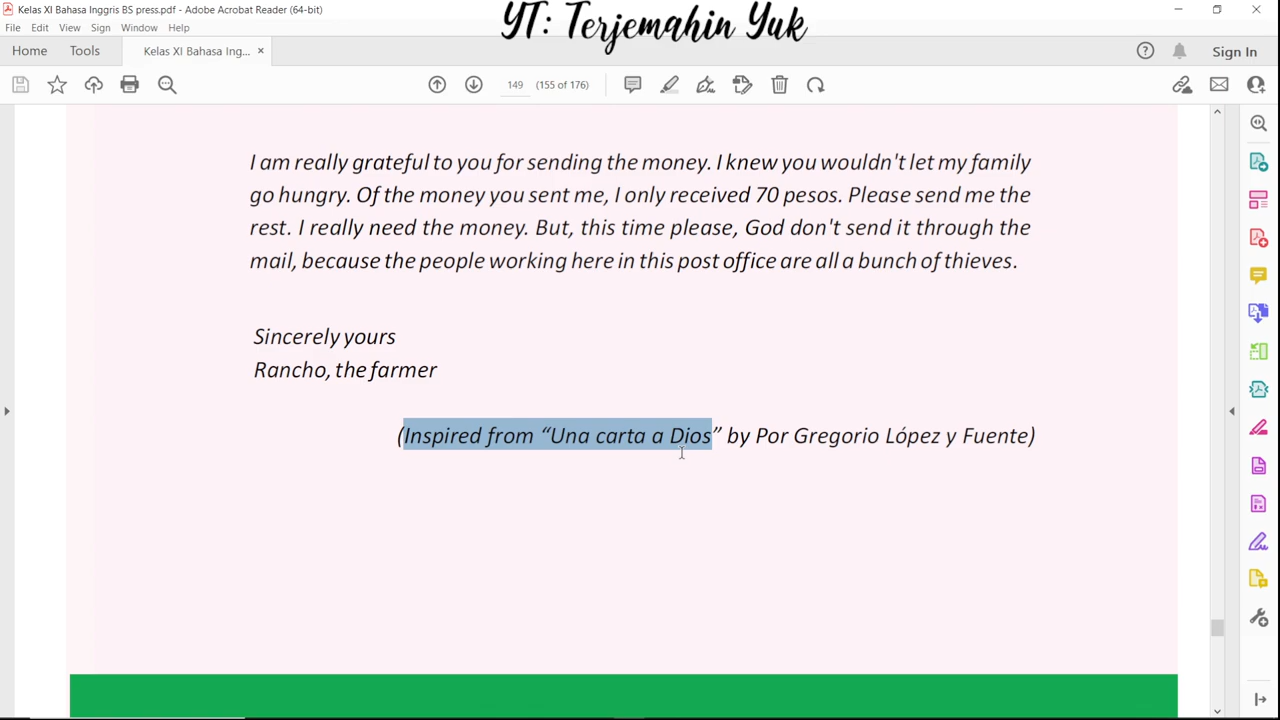 Kelas XI Bahasa Inggris BS press.pdf - Adobe Acrobat Reader (64-bit)
YT: Terjemahin Yuk
File Edit View Sign Window Help
Home Tools Kelas XI Bahasa Ing... × Sign In
149 (155 of 176)
I am really grateful to you for sending the money. I knew you wouldn't let my family
go hungry. Of the money you sent me, I only received 70 pesos. Please send me the
rest. I really need the money. But, this time please, God don't send it through the
mail, because the people working here in this post office are all a bunch of thieves.
Sincerely yours
Rancho, the farmer
(Inspired from “Una carta a Dios” by Por Gregorio López y Fuente)